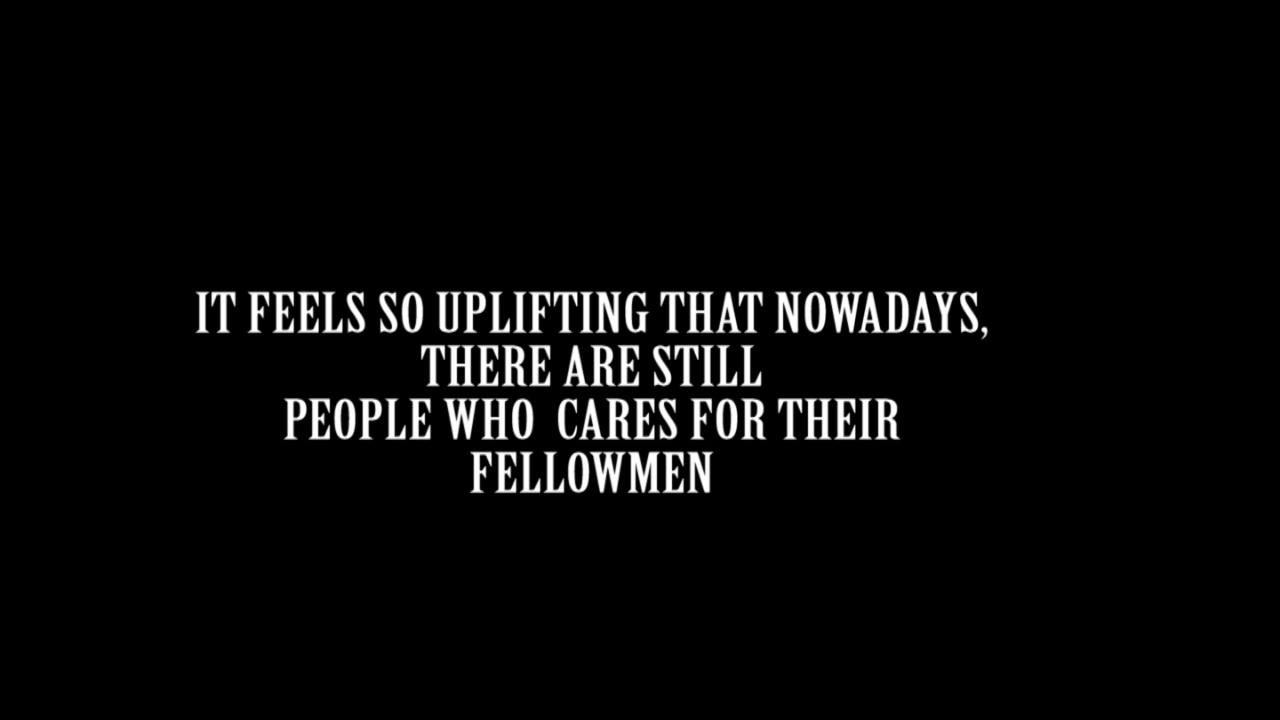 IT FEELS SO UPLIFTING THAT NOWADAYS,
THERE ARE STILL
PEOPLE WHO  CARES FOR THEIR
FELLOWMEN